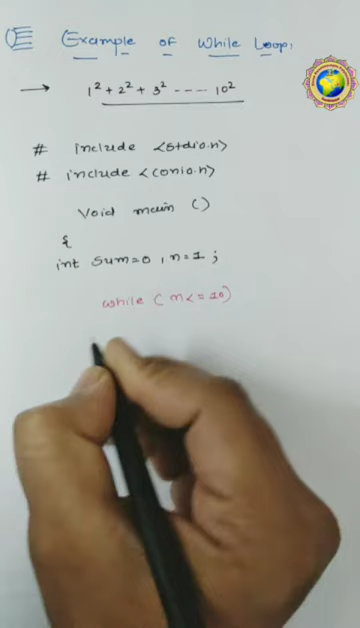 Example of While Loop,
→ 1² + 2² + 3² ---- 10²
# include <stdio.h>
# include <conio.h>
Void main ()
{
int Sum=0, n=1;
while (n<=10)